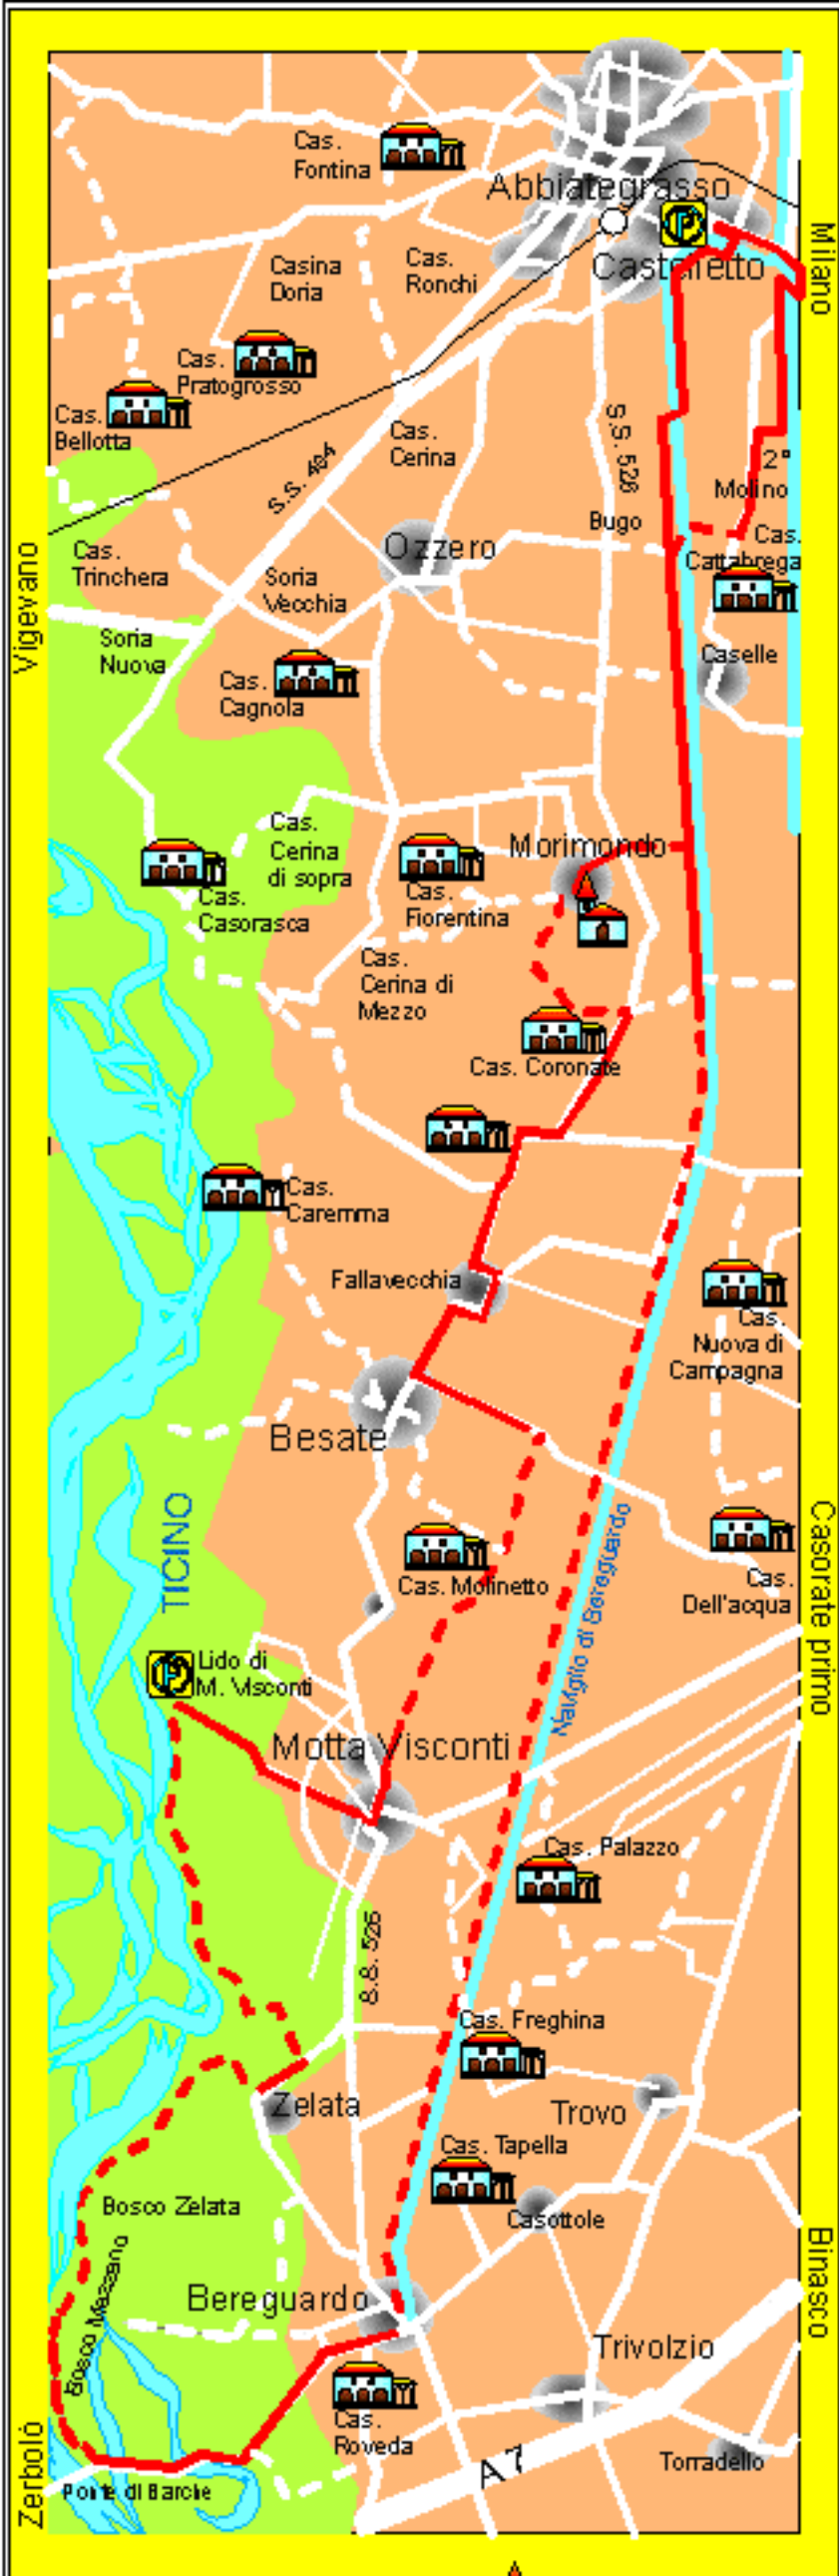 Cas.
Fontina
Abbiategrasso
Milano
Casina
Doria
Cas.
Ronchi
Castelletto
Cas.
Pratogrosso
Cas.
Bellotta
Cas.
Cerina
S.S. 494
S.S. 526
2°
Molino
Bugo
Cas.
Cattabrega
Ozzero
Cas.
Trinchera
Soria
Vecchia
Vigevano
Soria
Nuova
Caselle
Cas.
Cagnola
Cas.
Cerina
di sopra
Morimondo
Cas.
Casorasca
Cas.
Fiorentina
Cas.
Cerina di
Mezzo
Cas. Coronate
Cas.
Caremma
Fallavecchia
Cas.
Nuova di
Campagna
Besate
TICINO
Cas. Molinetto
Naviglio di Bereguardo
Cas.
Dell'acqua
Casorate primo
Lido di
M. Visconti
Motta Visconti
Cas. Palazzo
S.S. 526
Cas. Freghina
Zelata
Trovo
Cas. Tapella
Bosco Zelata
Casottole
Bosco Mezzano
Bereguardo
Binasco
Trivolzio
Cas.
Roveda
Zerbolò
A 7
Torradello
Ponte di Barche